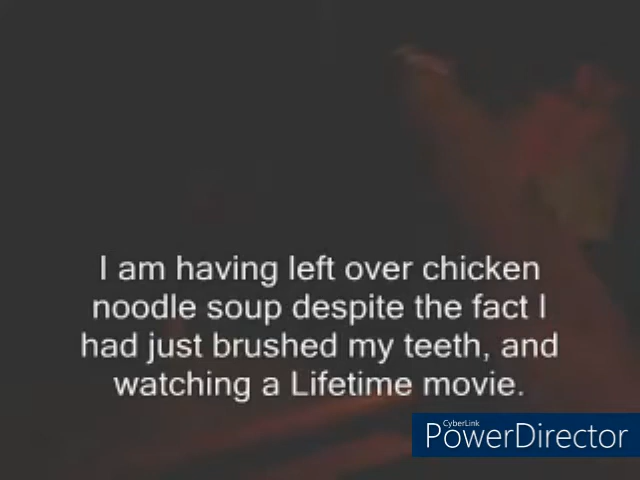 I am having left over chicken
noodle soup despite the fact I
had just brushed my teeth, and
watching a Lifetime movie.
CyberLink
PowerDirector